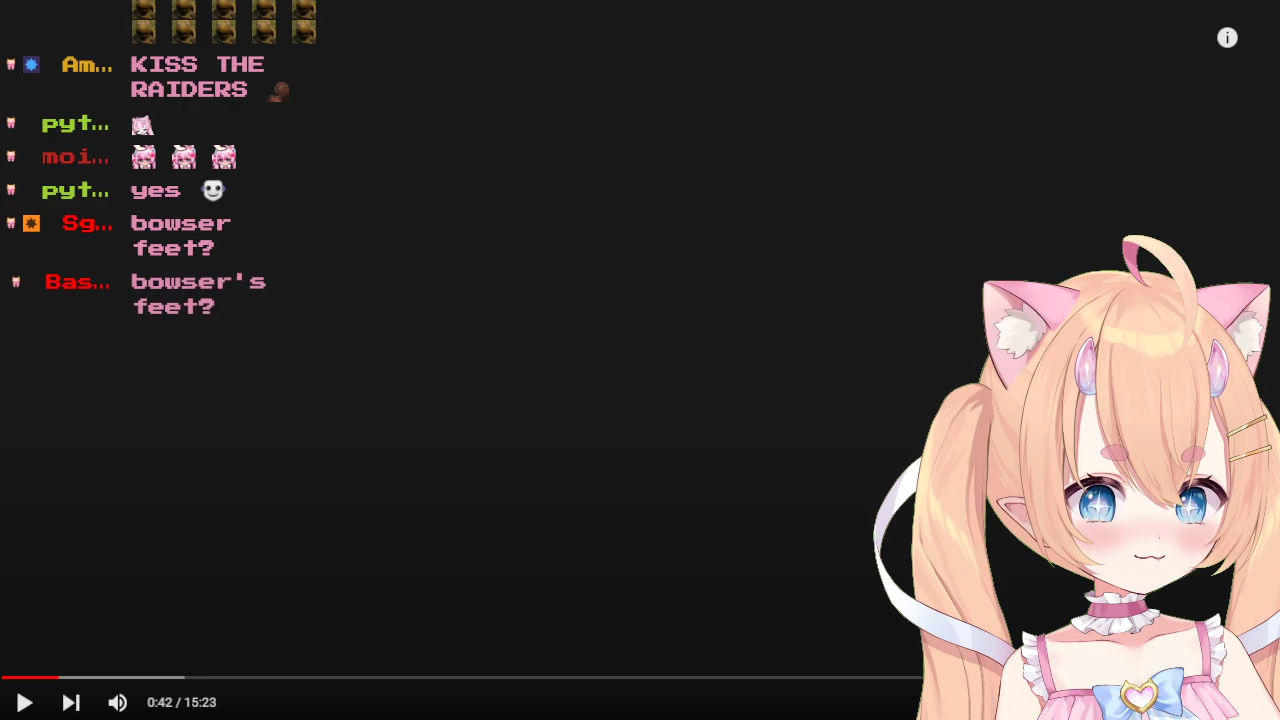 Am... KISS THE
RAIDERS
pyt...
moi...
pyt... yes
Sg... bowser
feet?
Bas... bowser's
feet?
0:42 / 15:23